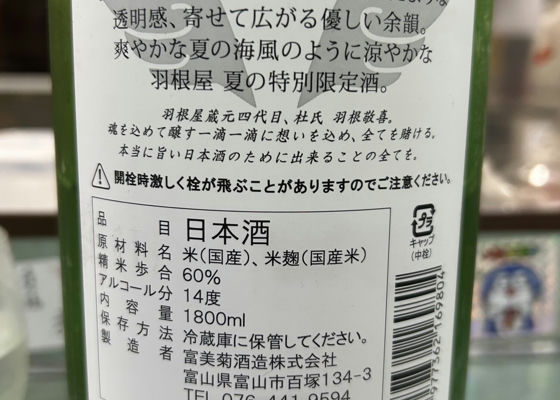 透明感、寄せて広がる優しい余韻。
爽やかな夏の海風のように涼やかな
羽根屋 夏の特別限定酒。
羽根屋蔵元四代目、杜氏 羽根敬喜。
魂を込めて醸す一滴一滴に想いを込め、全てを賭ける。
本当に旨い日本酒のために出来ることの全てを。
開栓時激しく栓が飛ぶことがありますのでご注意ください。
品目 日本酒
原材料名 米(国産)、米麹(国産米)
精米歩合 60%
アルコール分 14度
内容量 1800ml
保存方法 冷蔵庫に保管してください。
製造者 富美菊酒造株式会社
富山県富山市百塚134-3
TEL 076-441-9594
プラ
キャップ
(中栓)
977362169804